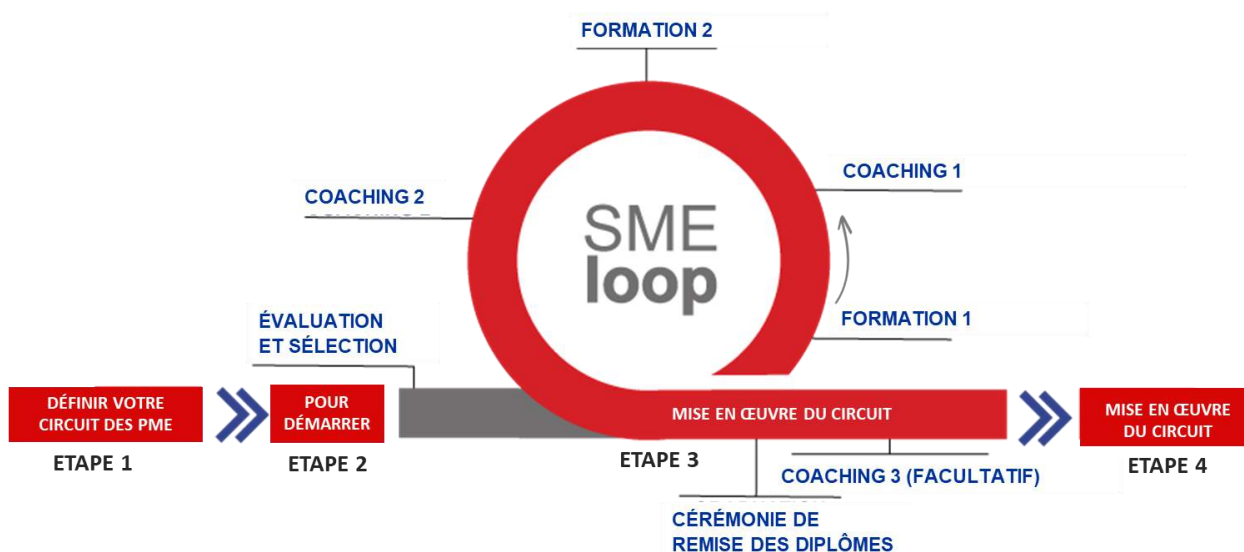 FORMATION 2
COACHING 1
COACHING 2
SME
loop
FORMATION 1
ÉVALUATION
ET SÉLECTION
DÉFINIR VOTRE
CIRCUIT DES PME
POUR
DÉMARRER
MISE EN ŒUVRE DU CIRCUIT
MISE EN ŒUVRE
DU CIRCUIT
ETAPE 1
ETAPE 2
ETAPE 3
ETAPE 4
COACHING 3 (FACULTATIF)
CÉRÉMONIE DE
REMISE DES DIPLÔMES